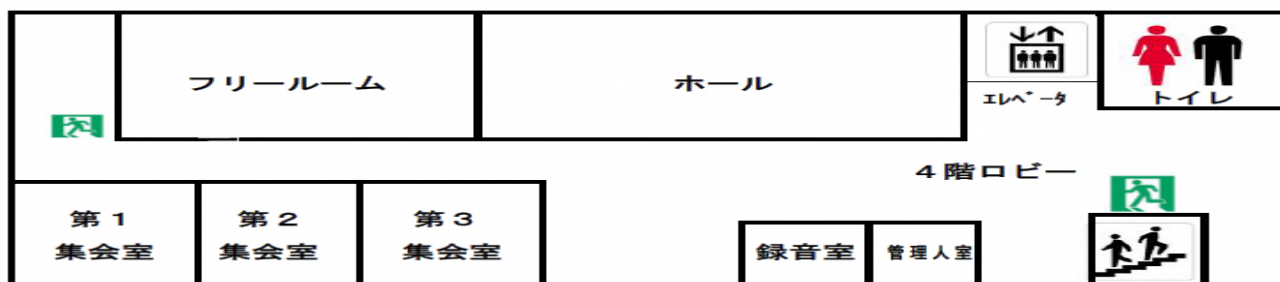 フリールーム
ホール
エレベータ
トイレ
4階ロビー
第1
集会室
第2
集会室
第3
集会室
録音室
管理人室